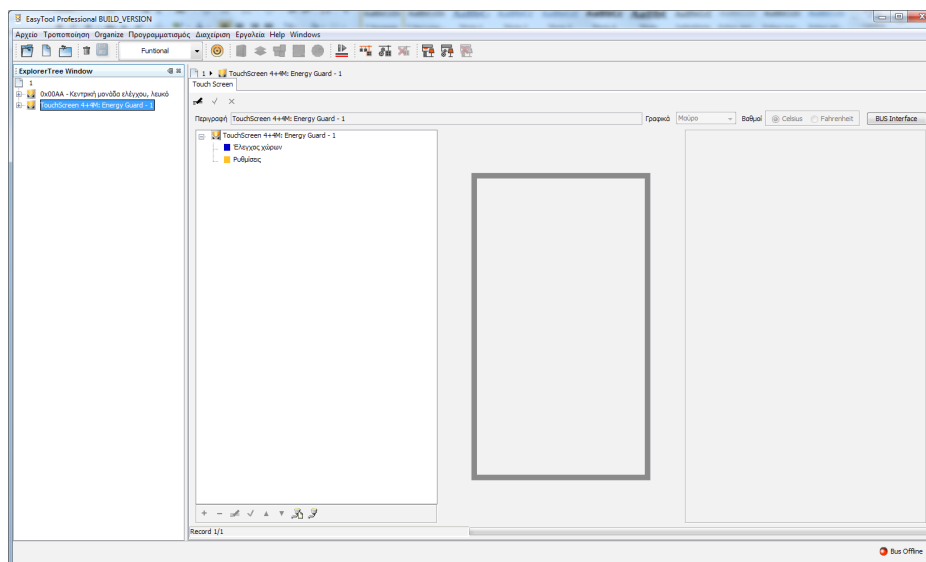 EasyTool Professional BUILD_VERSION
Αρχείο Τροποποίηση Organize Προγραμματισμός Διαχείριση Εργαλεία Help Windows
Funtional
ExplorerTree Window
1
0x00AA - Κεντρική μονάδα ελέγχου, λευκό
TouchScreen 4+4M: Energy Guard - 1
1 TouchScreen 4+4M: Energy Guard - 1
Touch Screen
Περιγραφή TouchScreen 4+4M: Energy Guard - 1 Γραφικά Μαύρο Βαθμοί Celsius Fahrenheit BUS Interface
TouchScreen 4+4M: Energy Guard - 1
Έλεγχος χώρων
Ρυθμίσεις
Record 1/1
Bus Offline